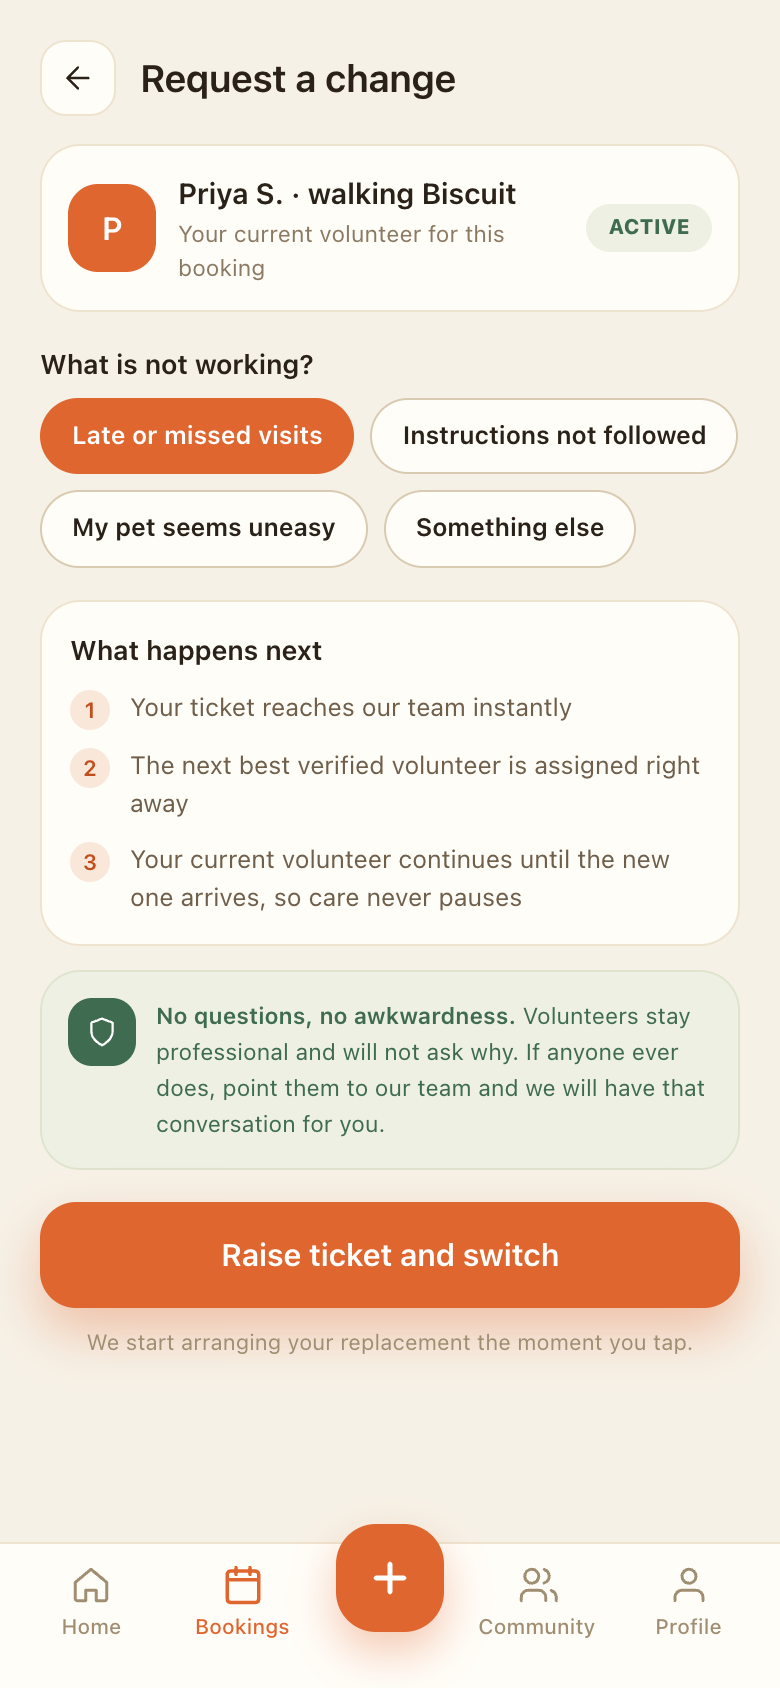 Request a change
P
Priya S. · walking Biscuit
Your current volunteer for this
booking
ACTIVE
What is not working?
Late or missed visits
Instructions not followed
My pet seems uneasy
Something else
What happens next
1 Your ticket reaches our team instantly
2 The next best verified volunteer is assigned right
away
3 Your current volunteer continues until the new
one arrives, so care never pauses
No questions, no awkwardness. Volunteers stay
professional and will not ask why. If anyone ever
does, point them to our team and we will have that
conversation for you.
Raise ticket and switch
We start arranging your replacement the moment you tap.
Home
Bookings
Community
Profile